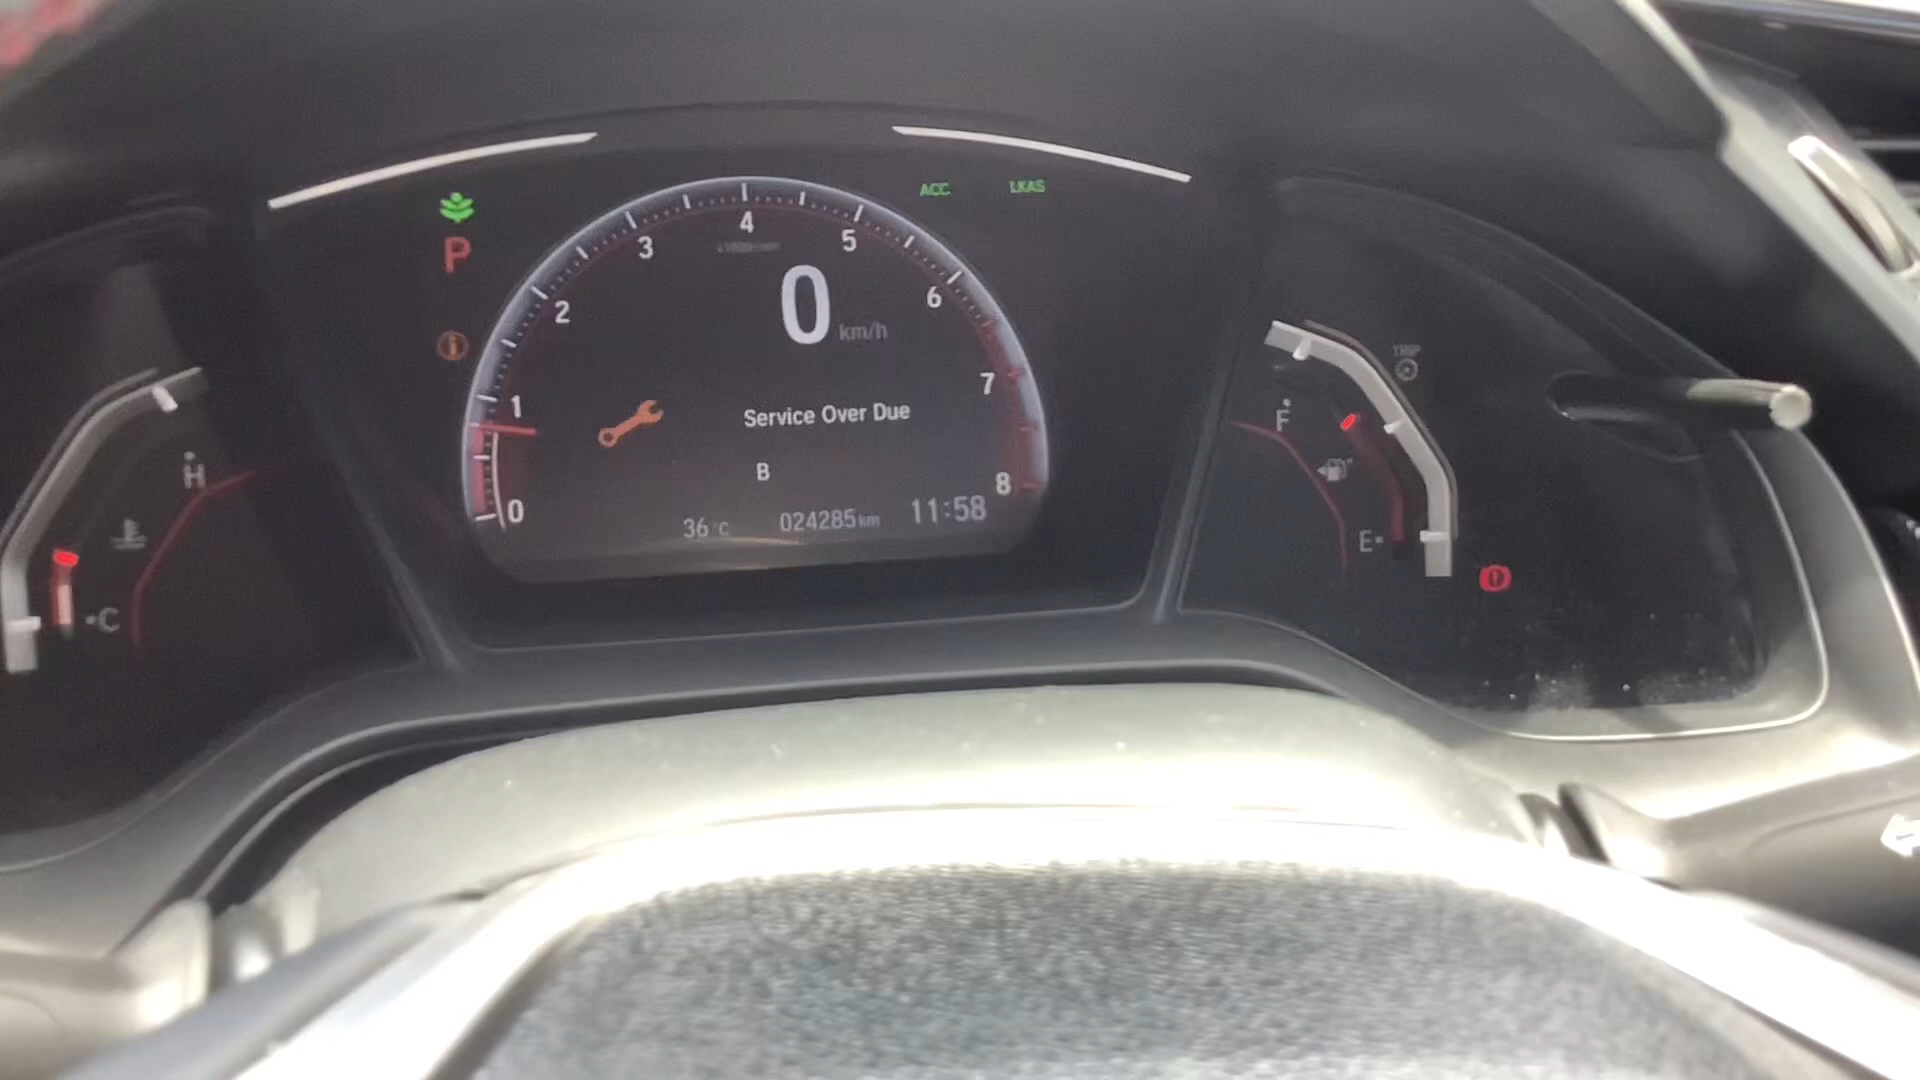 ACC LKAS
P
4
3
5
2
6
0 km/h
7
1
Service Over Due
B
8
0
36 °C
024285 km
11:58
H
C
TRIP
F
E